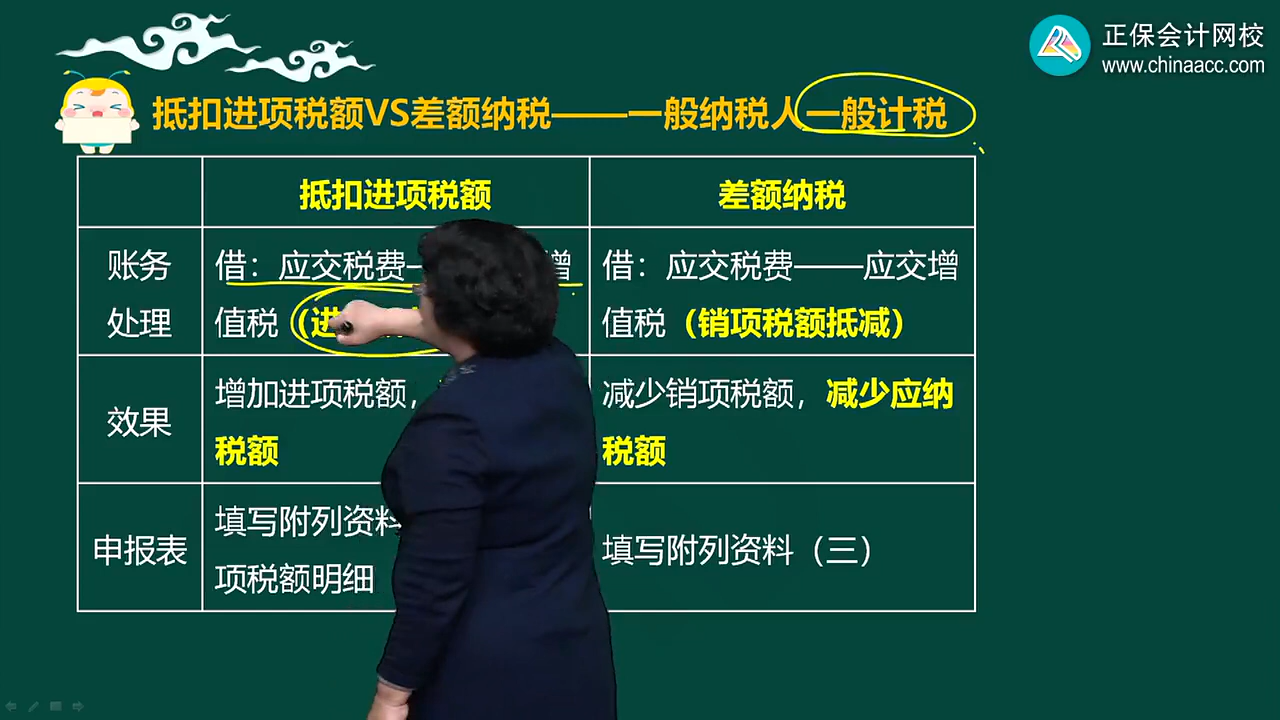 正保会计网校
www.chinaacc.com
抵扣进项税额VS差额纳税——一般纳税人一般计税
抵扣进项税额
差额纳税
账务
处理
借：应交税费
增
值税（进
借：应交税费——应交增
值税（销项税额抵减）
效果
增加进项税额，
税额
减少销项税额，减少应纳
税额
申报表
填写附列资料
项税额明细
填写附列资料（三）